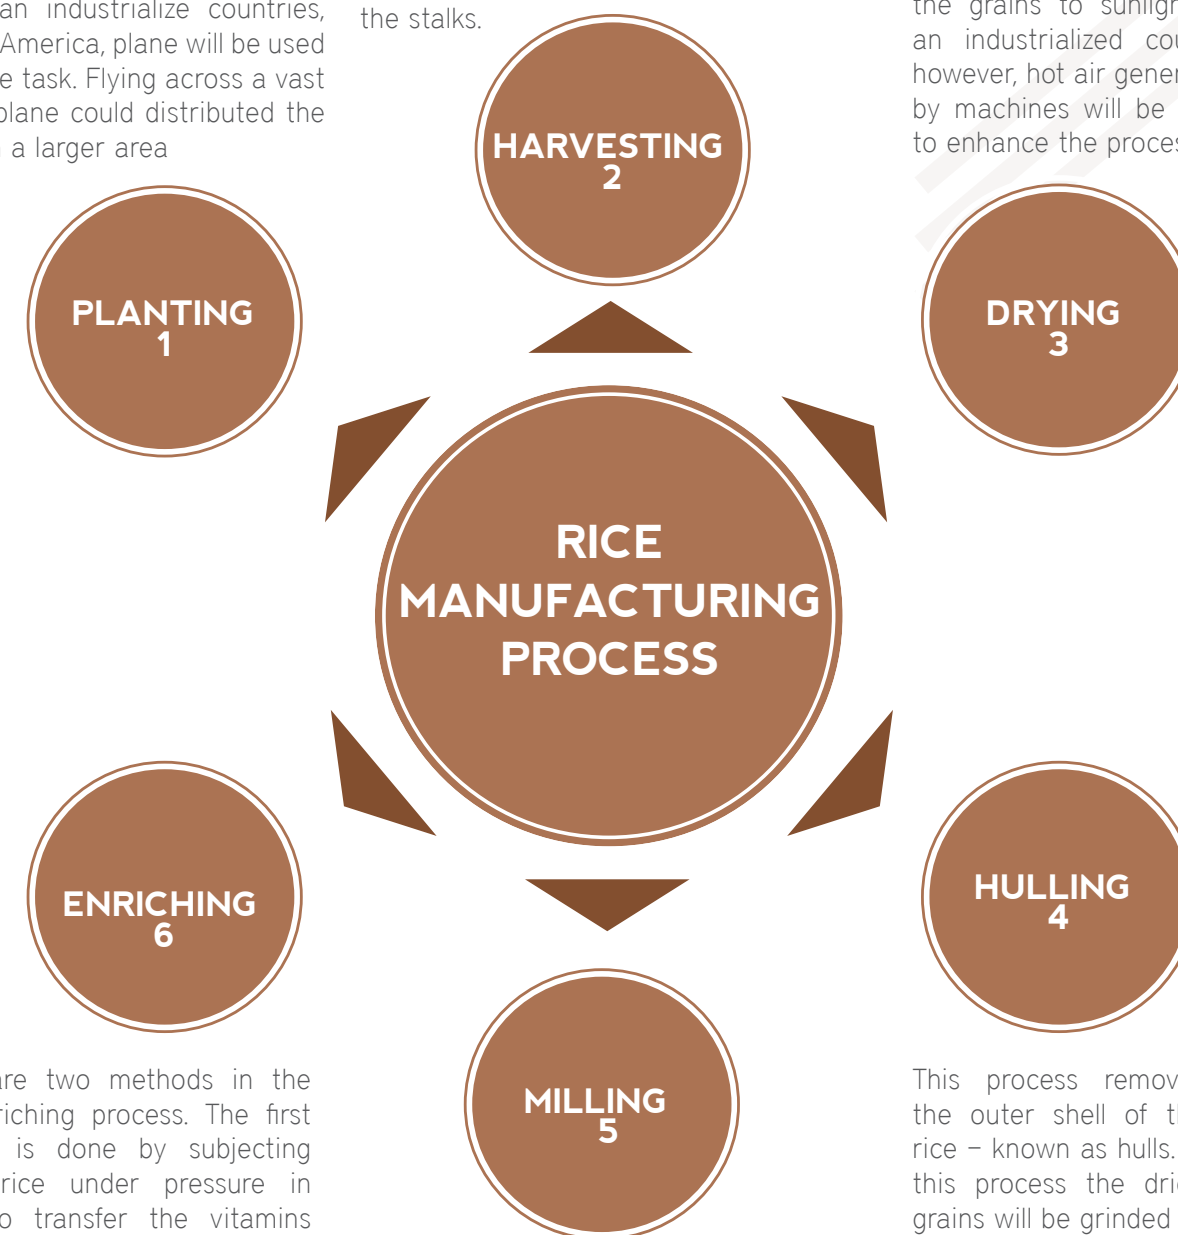 an industrialize countries,
America, plane will be used
task. Flying across a vast
plane could distributed the
a larger area
the stalks.
the grains to
an industrialized
however, hot air
by machines will be
to enhance the
HARVESTING
2
PLANTING
1
DRYING
3
RICE
MANUFACTURING
PROCESS
ENRICHING
6
HULLING
4
MILLING
5
are two methods in the
process. The first
is done by subjecting
rice under pressure in
transfer the vitamins
This process
the outer shell of
rice – known as hulls.
this process the
grains will be grinded